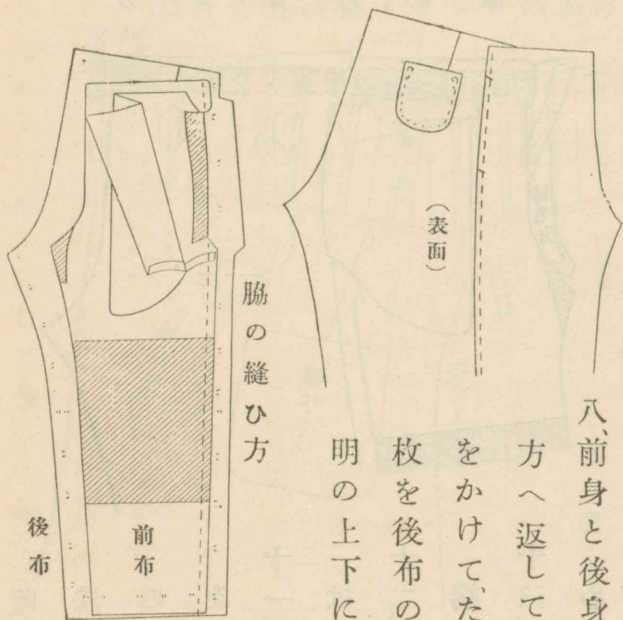 八、前身と後身
方へ返して
をかけて、た
枚を後布の
明の上下に
(表面)
脇の縫ひ方
前布
後布